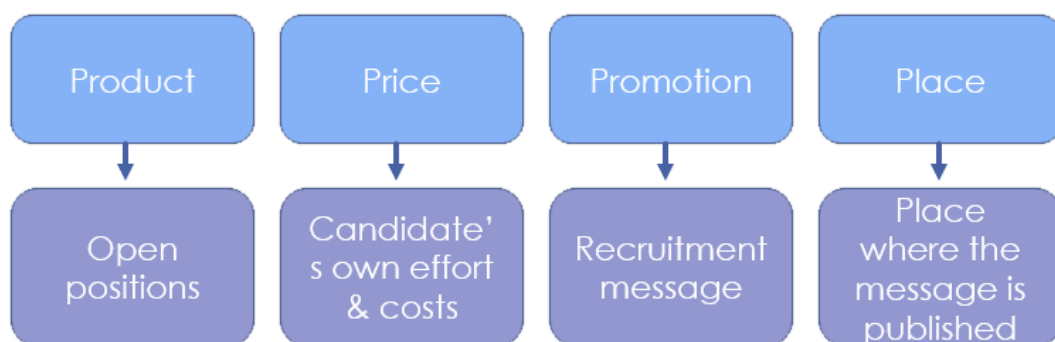 Product
Price
Promotion
Place
Open
positions
Candidate’
s own effort
& costs
Recruitment
message
Place
where the
message is
published